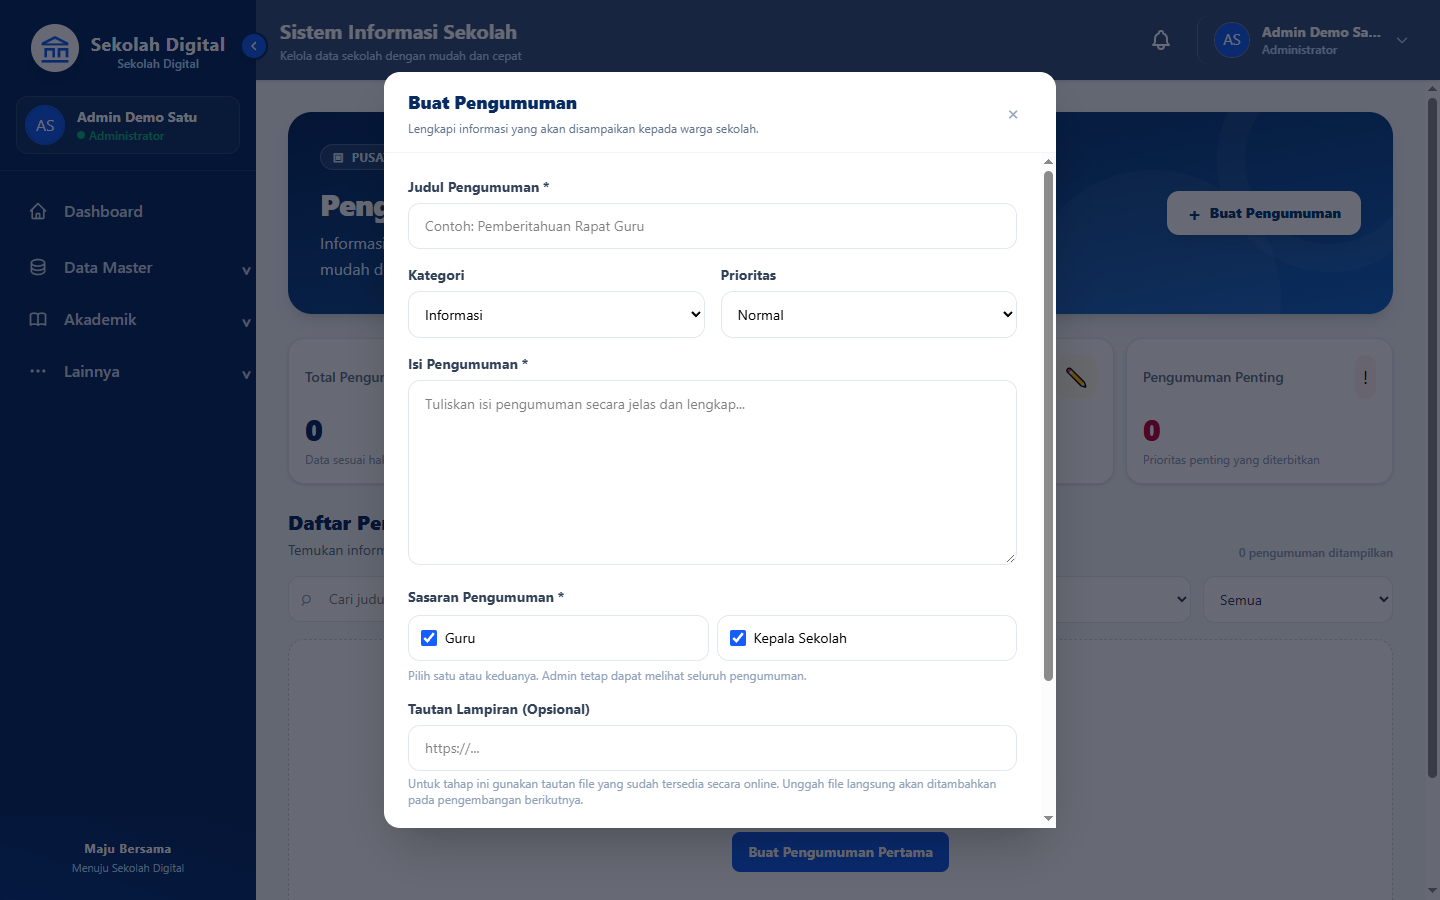 Sekolah Digital
Sekolah Digital
AS
Admin Demo Satu
Administrator
Dashboard
Data Master
Akademik
Lainnya
Maju Bersama
Menuju Sekolah Digital
Sistem Informasi Sekolah
Kelola data sekolah dengan mudah dan cepat
AS
Admin Demo Sa...
Administrator
+ Buat Pengumuman
Informasi
mudah d
Total Pengu
0
Pengumuman Penting
!
0
Prioritas penting yang diterbitkan
Daftar Pe
Temukan inform
0 pengumuman ditampilkan
Cari judu
Semua
Buat Pengumuman Pertama
Buat Pengumuman
Lengkapi informasi yang akan disampaikan kepada warga sekolah.
×
Judul Pengumuman *
Contoh: Pemberitahuan Rapat Guru
Kategori
Prioritas
Informasi
Normal
Isi Pengumuman *
Tuliskan isi pengumuman secara jelas dan lengkap...
Sasaran Pengumuman *
Guru
Kepala Sekolah
Pilih satu atau keduanya. Admin tetap dapat melihat seluruh pengumuman.
Tautan Lampiran (Opsional)
https://...
Untuk tahap ini gunakan tautan file yang sudah tersedia secara online. Unggah file langsung akan ditambahkan
pada pengembangan berikutnya.